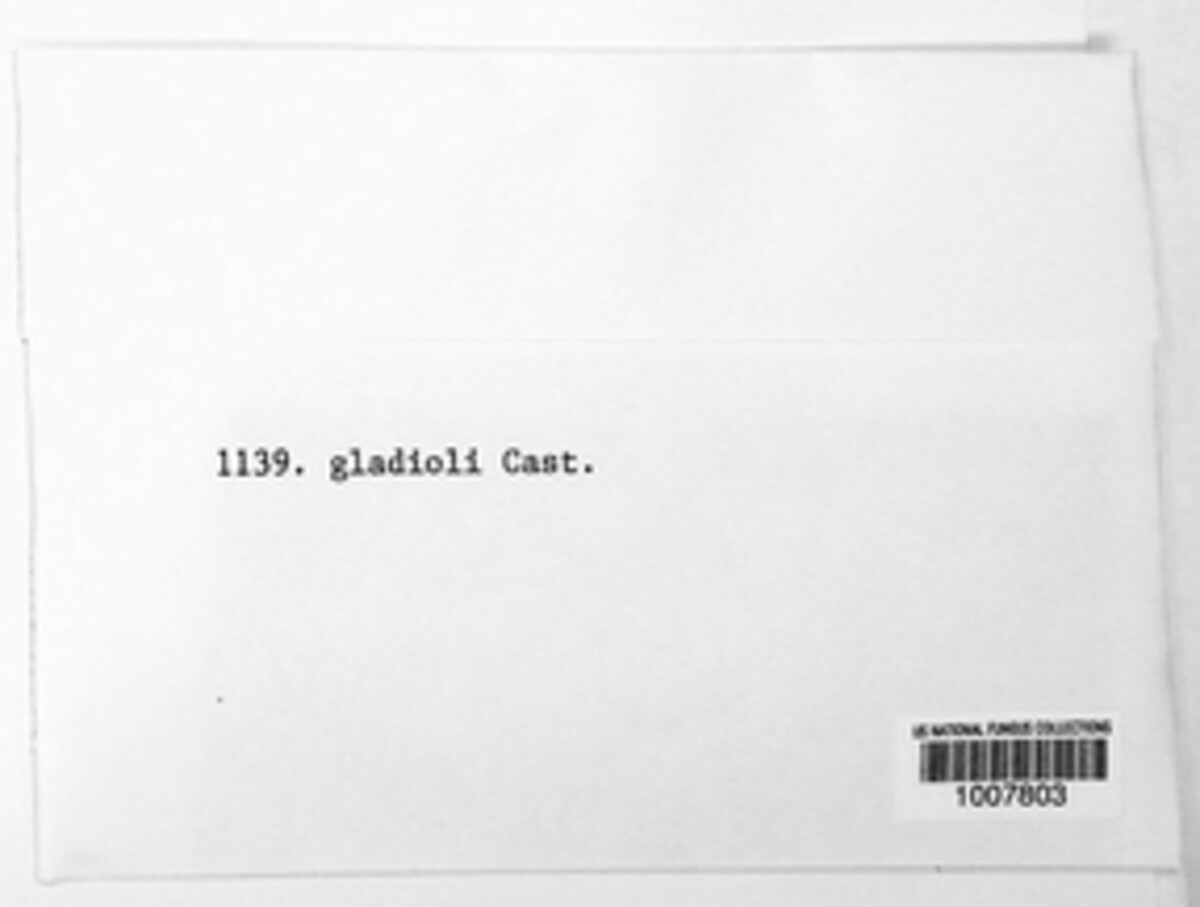 1139. gladioli Cast.
US NATIONAL FUNGUS COLLECTIONS
1007803